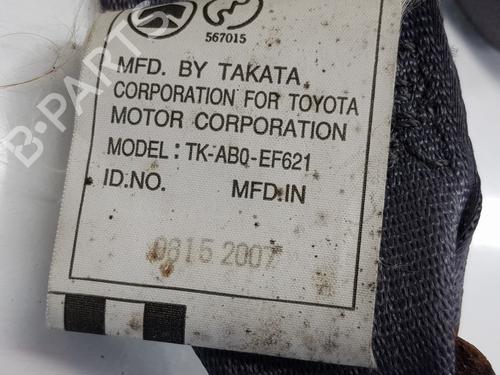 567015
MFD. BY TAKATA
CORPORATION FOR TOYOTA
MOTOR CORPORATION
MODEL: TK-AB0-EF621
ID.NO. MFD.IN
0615 2007
B-PARTS